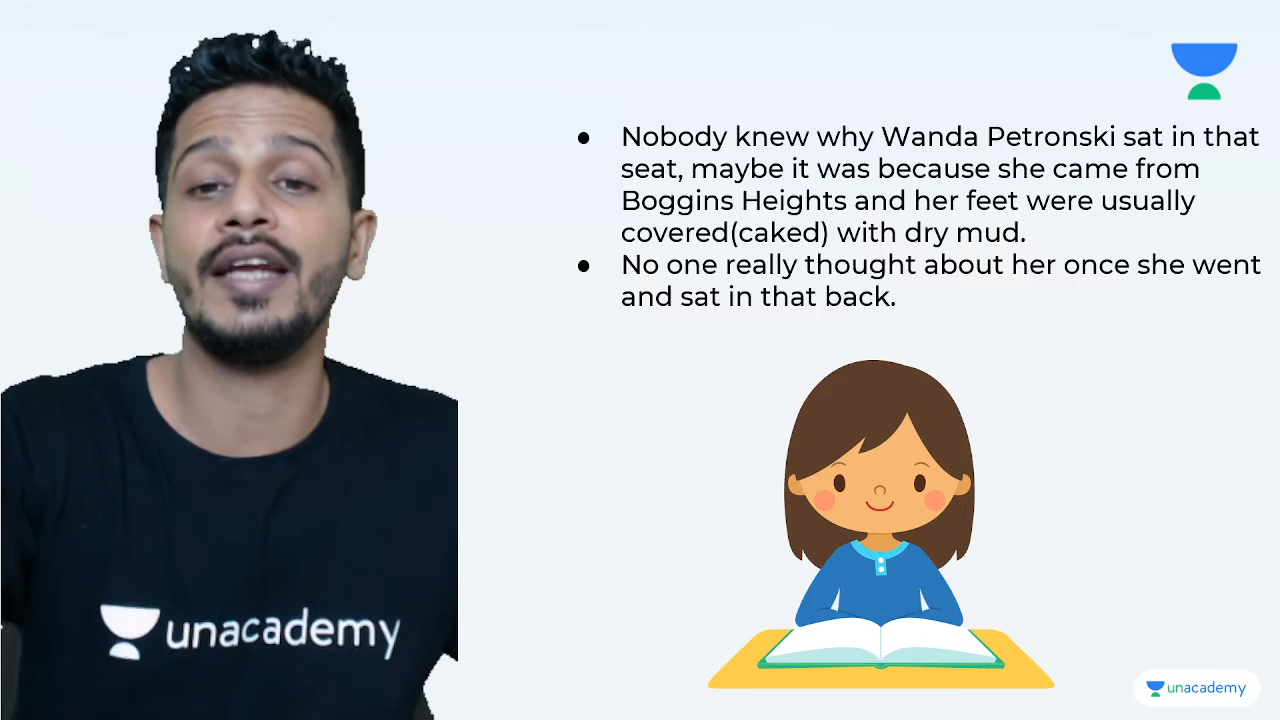 ● Nobody knew why Wanda Petronski sat in that
seat, maybe it was because she came from
Boggins Heights and her feet were usually
covered(caked) with dry mud.
● No one really thought about her once she went
and sat in that back.
unacademy
unacademy